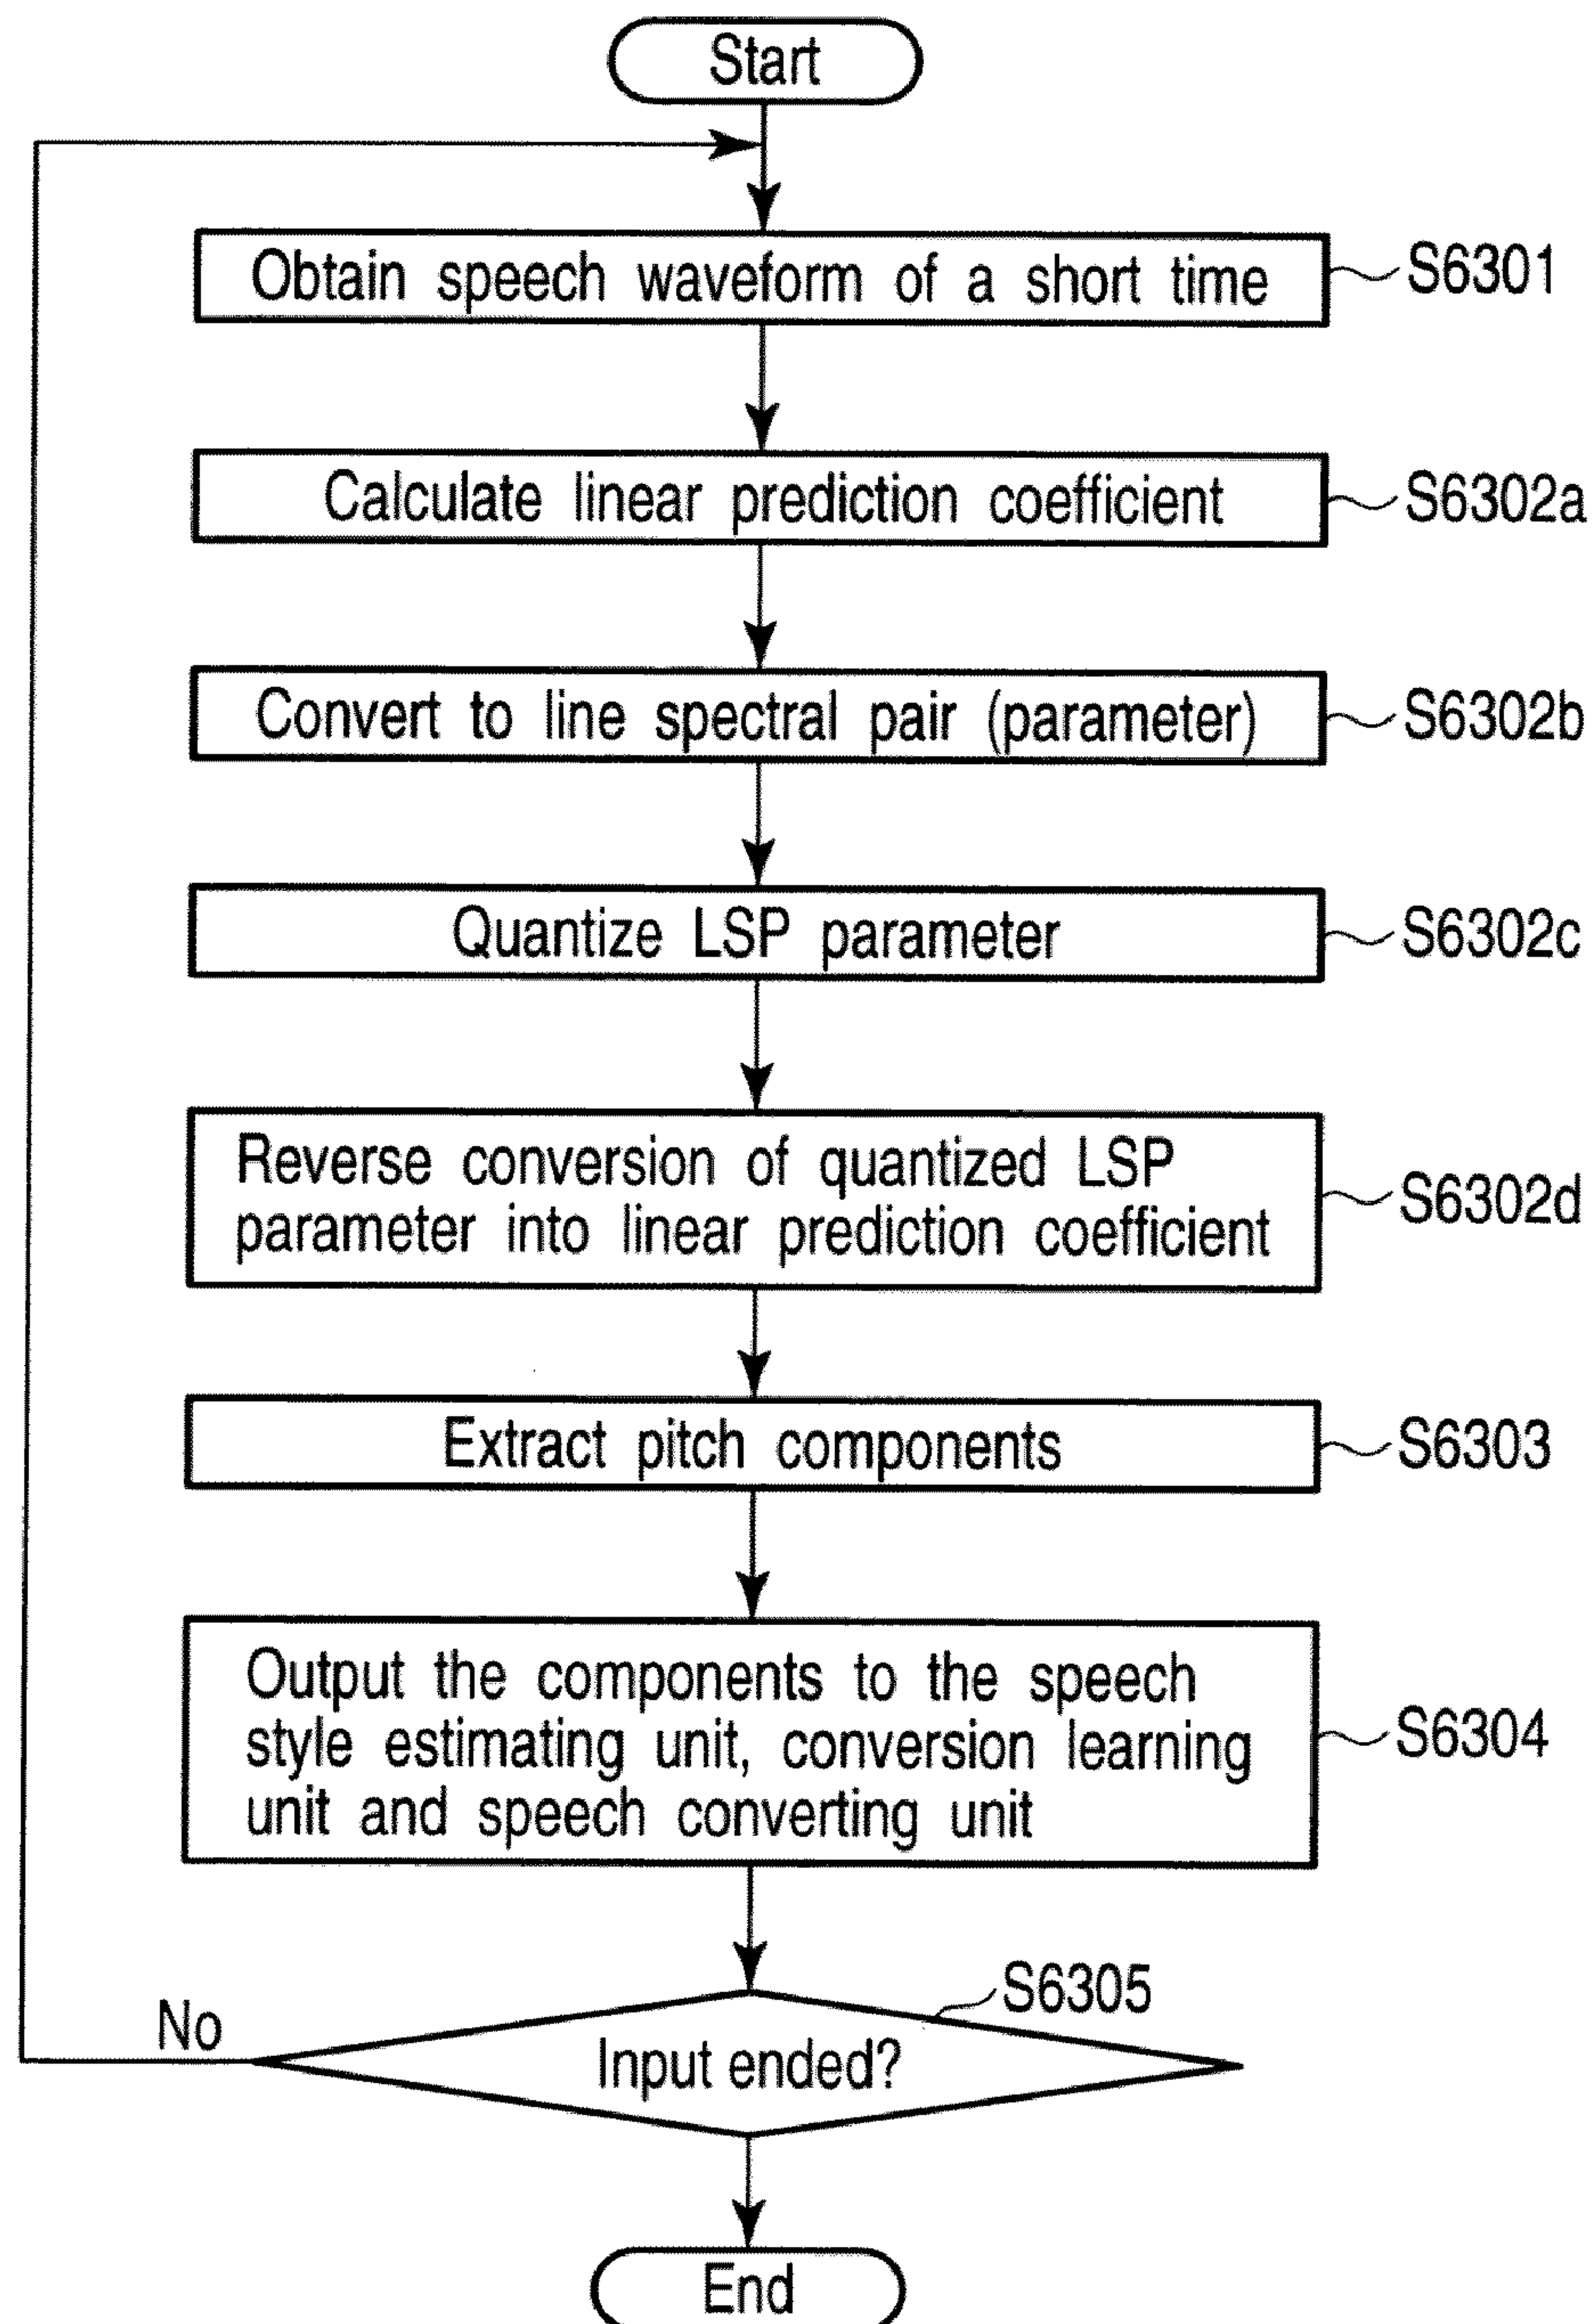 Start
Obtain speech waveform of a short time
S6301
Calculate linear prediction coefficient
S6302a
Convert to line spectral pair (parameter)
S6302b
Quantize LSP parameter
S6302c
Reverse conversion of quantized LSP
parameter into linear prediction coefficient
S6302d
Extract pitch components
S6303
Output the components to the speech
style estimating unit, conversion learning
unit and speech converting unit
S6304
S6305
No
Input ended?
End